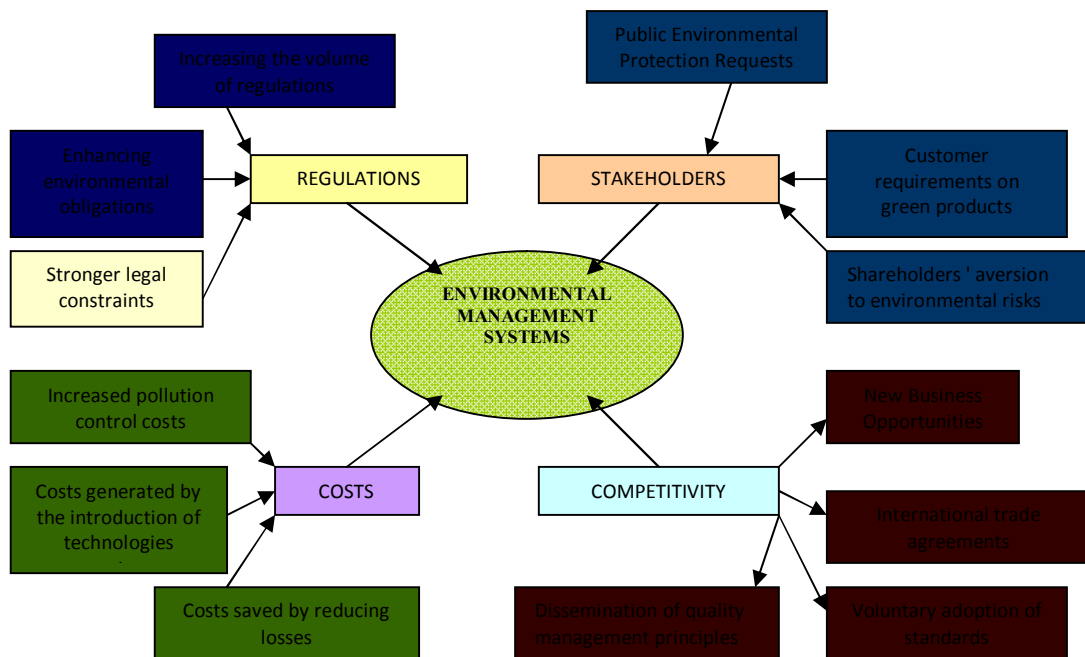 Increasing the volume
of regulations
Public Environmental
Protection Requests
Enhancing
environmental
obligations
REGULATIONS
STAKEHOLDERS
Customer
requirements on
green products
Stronger legal
constraints
Shareholders ' aversion
to environmental risks
ENVIRONMENTAL
MANAGEMENT
SYSTEMS
Increased pollution
control costs
New Business
Opportunities
Costs generated by
the introduction of
technologies
COSTS
COMPETITIVITY
International trade
agreements
Costs saved by reducing
losses
Dissemination of quality
management principles
Voluntary adoption of
standards